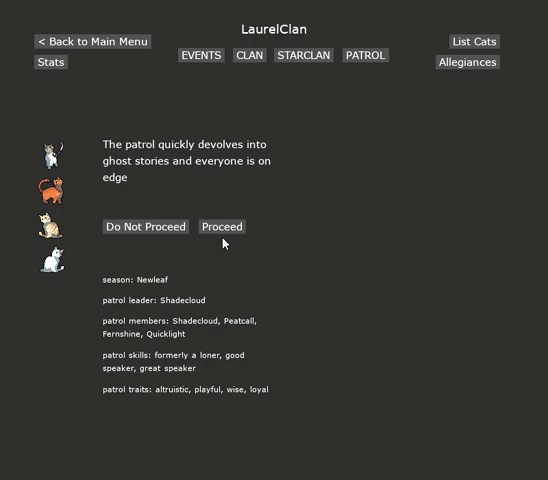 LaurelClan
< Back to Main Menu
List Cats
EVENTS
CLAN
STARCLAN
PATROL
Stats
Allegiances
The patrol quickly devolves into
ghost stories and everyone is on
edge
Do Not Proceed
Proceed
season: Newleaf
patrol leader: Shadecloud
patrol members: Shadecloud, Peatcall,
Fernshine, Quicklight
patrol skills: formerly a loner, good
speaker, great speaker
patrol traits: altruistic, playful, wise, loyal